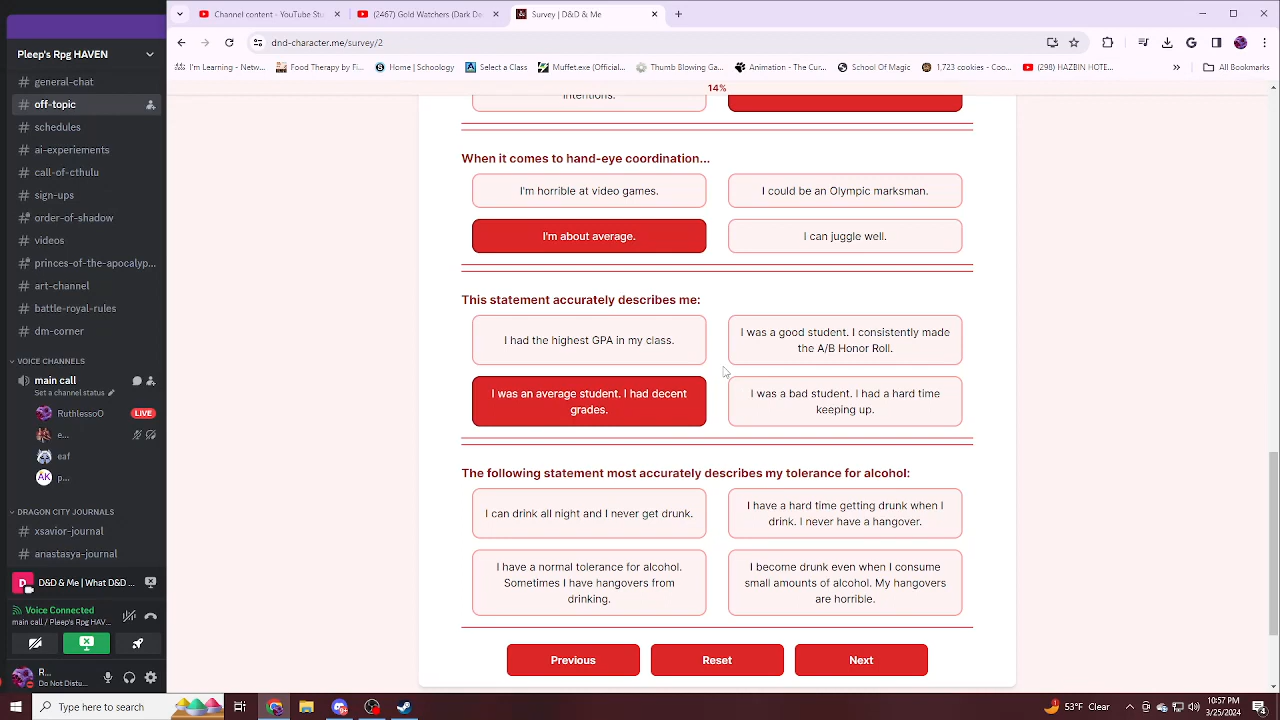 Channel content - YouTube Stu
(2467) Gold Watchers (Dark De
Survey | D&D & Me
dnd-character.me/survey/2
I'm Learning - Netw...
Food Therapy by Fi...
Home | Schoology
Select a Class
Muffet.exe (Official...
Thumb Blowing Ga...
Animation - The Cur...
School Of Magic
1,723 cookies - Coo...
(298) HAZBIN HOTE...
»
All Bookmarks
Pleep's Rpg HAVEN
# general-chat
# off-topic
# schedules
# ai-experiments
# call-of-cthulu
# sign-ups
# order-of-shadow
# videos
# princes-of-the-apocalyp...
# art-channel
# battle-royal-rules
# dm-corner
VOICE CHANNELS
main call
Set a channel status
RuthlessO LIVE
e..
eaf
AK p...
DRAGON CITY JOURNALS
# xsavior-journal
# anastasya-journal
D D&D & Me | What D&D ...
Voice Connected
main call / Pleep's Rpg HAV...
R...
Do Not Distu...
14%
intentions.
When it comes to hand-eye coordination...
I'm horrible at video games.
I could be an Olympic marksman.
I'm about average.
I can juggle well.
This statement accurately describes me:
I had the highest GPA in my class.
I was a good student. I consistently made
the A/B Honor Roll.
I was an average student. I had decent
grades.
I was a bad student. I had a hard time
keeping up.
The following statement most accurately describes my tolerance for alcohol:
I can drink all night and I never get drunk.
I have a hard time getting drunk when I
drink. I never have a hangover.
I have a normal tolerance for alcohol.
Sometimes I have hangovers from
drinking.
I become drunk even when I consume
small amounts of alcohol. My hangovers
are horrible.
Previous
Reset
Next
Type here to search
53°F Clear
10:57 PM
3/25/2024